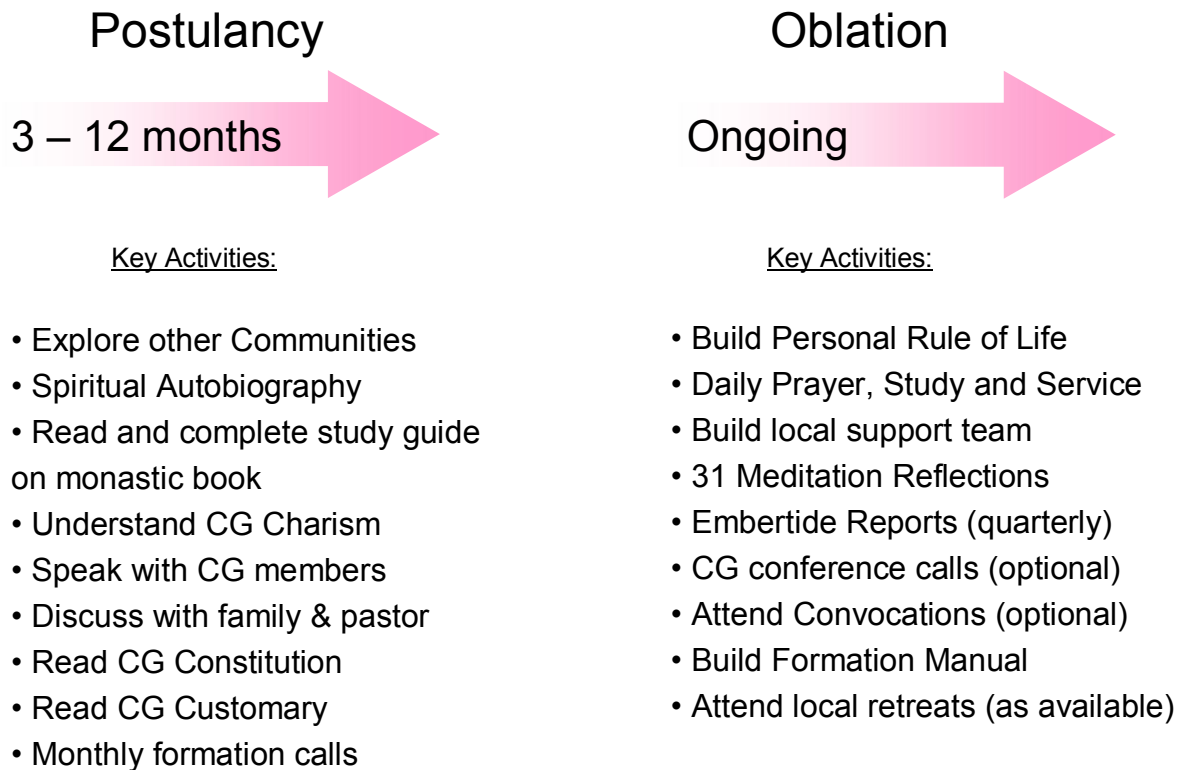 Postulancy
3 – 12 months
Key Activities:
• Explore other Communities
• Spiritual Autobiography
• Read and complete study guide
on monastic book
• Understand CG Charism
• Speak with CG members
• Discuss with family & pastor
• Read CG Constitution
• Read CG Customary
• Monthly formation calls
Oblation
Ongoing
Key Activities:
• Build Personal Rule of Life
• Daily Prayer, Study and Service
• Build local support team
• 31 Meditation Reflections
• Embertide Reports (quarterly)
• CG conference calls (optional)
• Attend Convocations (optional)
• Build Formation Manual
• Attend local retreats (as available)